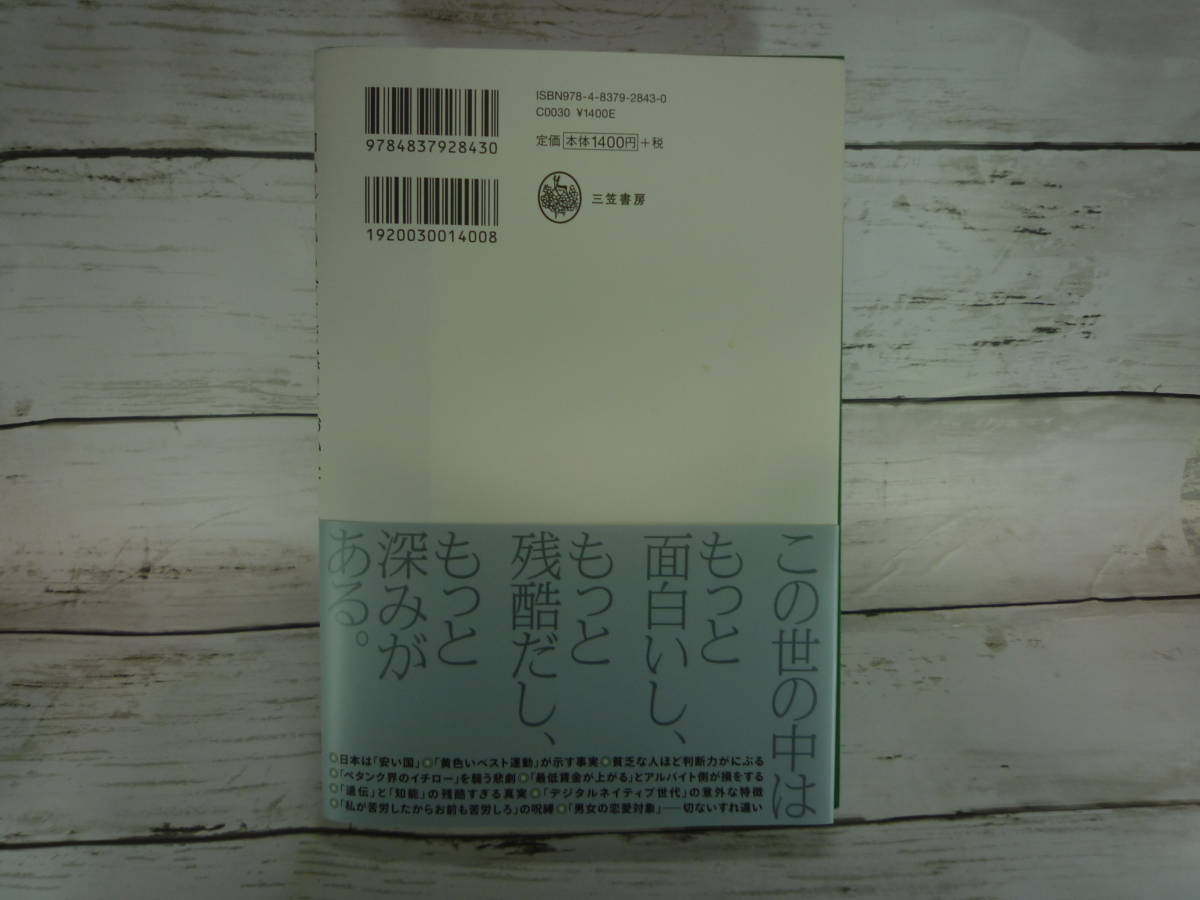 ISBN978-4-8379-2843-0
C0030 ¥1400E
定価 本体1400円+税
9784837928430
三笠書房
1920030014008
この世の中は
もっと
面白いし、
もっと
残酷だし、
もっと
深みが
ある。
日本は「安い国」 「黄色いベスト運動」が示す事実 貧乏な人ほど判断力がにぶる
「ペタンク界のイチロー」を襲う悲劇 「最低賃金が上がる」とアルバイト側が損をする
「遺伝」と「知能」の残酷すぎる真実 「デジタルネイティブ世代」の意外な特徴
「私が苦労したからお前も苦労しろ」の呪縛 「男女の恋愛対象」――切ないすれ違い